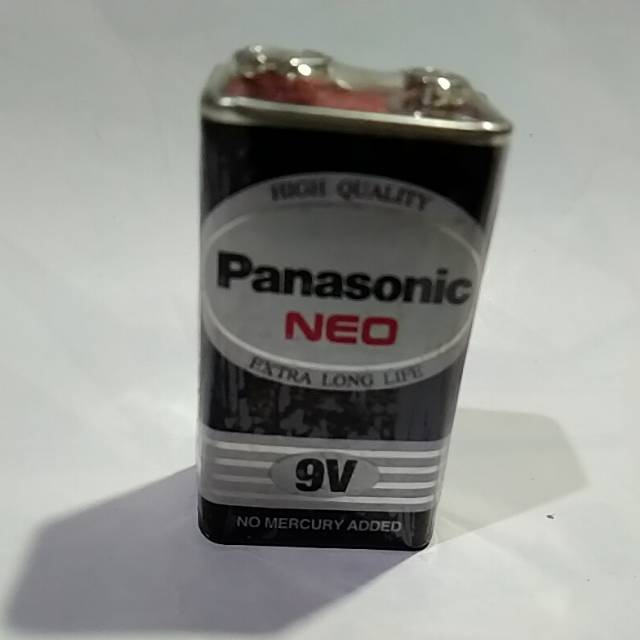 HIGH QUALITY
Panasonic
NEO
EXTRA LONG LIFE
9V
NO MERCURY ADDED